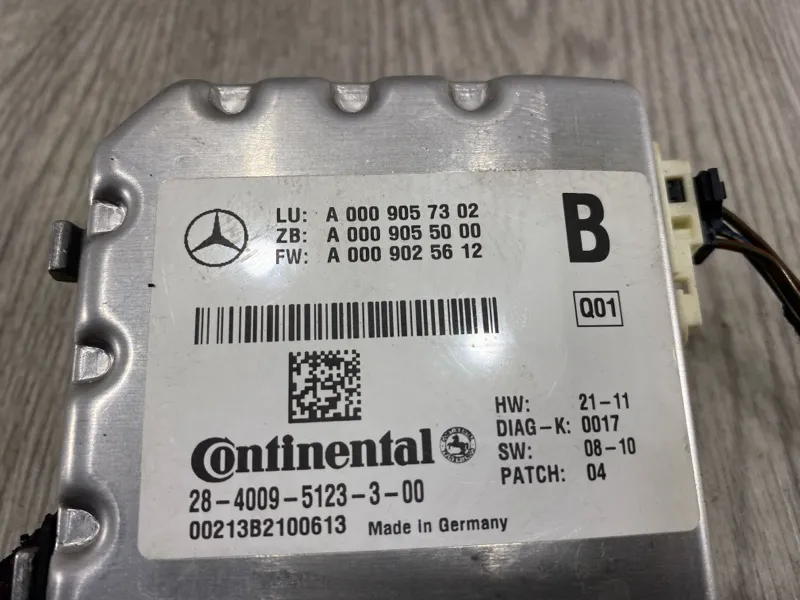 LU: A 000 905 73 02
ZB: A 000 905 50 00
FW: A 000 902 56 12
B
Q01
HW: 21-11
DIAG-K: 0017
SW: 08-10
PATCH: 04
Continental
28-4009-5123-3-00
00213B2100613 Made in Germany